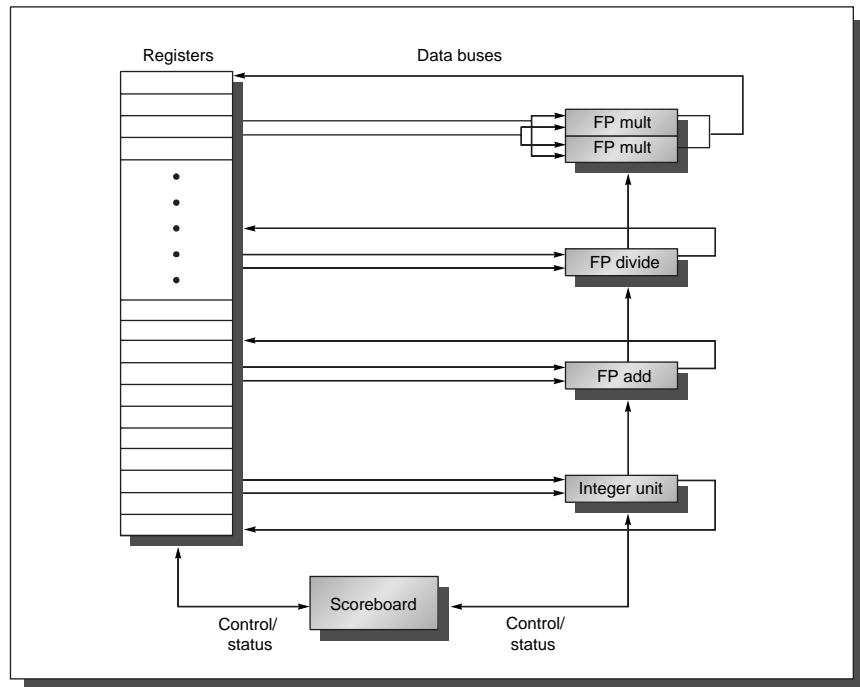 Registers
Data buses
FP mult
FP mult
FP divide
FP add
Integer unit
Scoreboard
Control/
status
Control/
status